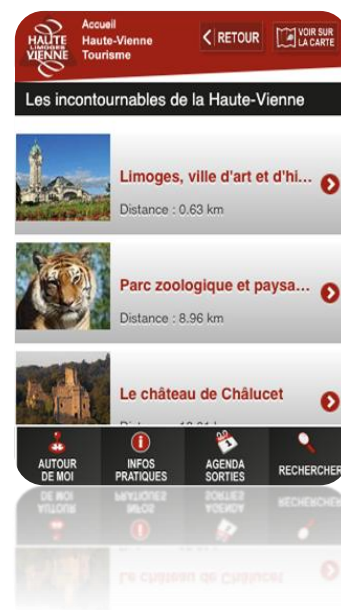 HAUTE
LIMOGES
VIENNE
Accueil
Haute-Vienne
Tourisme
RETOUR
VOIR SUR
LA CARTE
Les incontournables de la Haute-Vienne
Limoges, ville d'art et d'hi...
Distance : 0.63 km
Parc zoologique et paysa...
Distance : 8.96 km
Le château de Châlucet
AUTOUR
DE MOI
INFOS
PRATIQUES
AGENDA
SORTIES
RECHERCHER